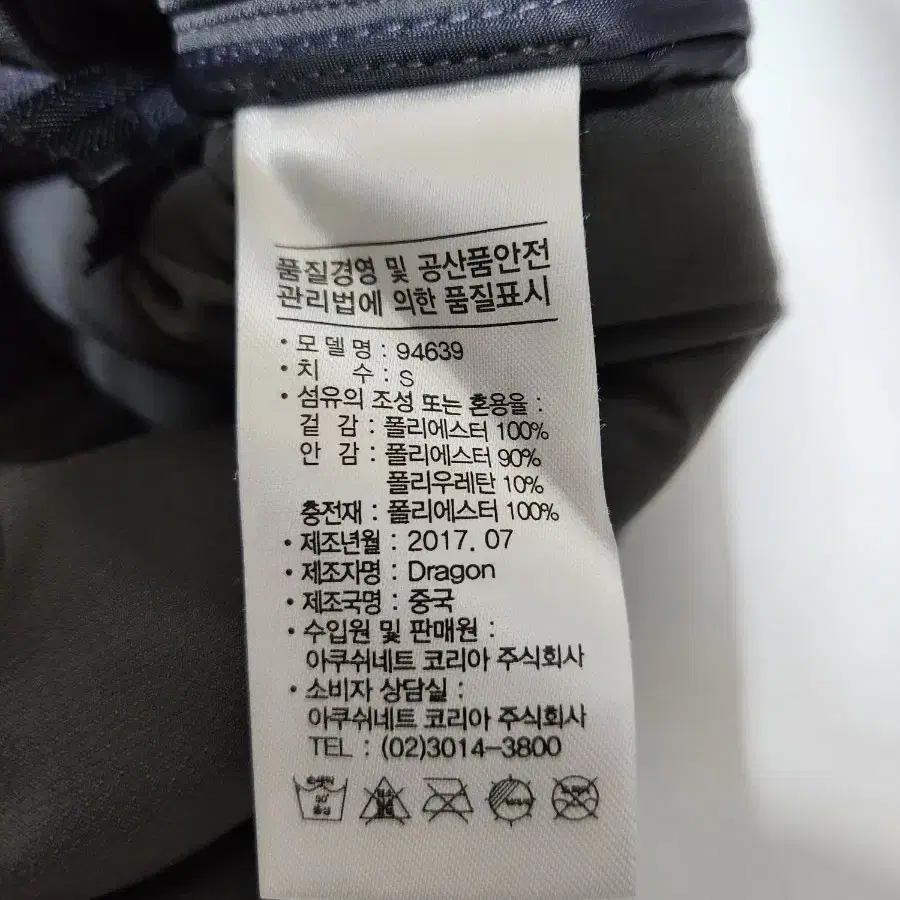 품질경영 및 공산품안전
관리법에 의한 품질표시
• 모델명 : 94639
• 치 수 : S
• 섬유의 조성 또는 혼용율 :
겉 감 : 폴리에스터 100%
안 감 : 폴리에스터 90%
폴리우레탄 10%
충전재 : 폴리에스터 100%
• 제조년월 : 2017. 07
• 제조자명 : Dragon
• 제조국명 : 중국
• 수입원 및 판매원 :
아쿠쉬네트 코리아 주식회사
• 소비자 상담실 :
아쿠쉬네트 코리아 주식회사
TEL : (02)3014-3800